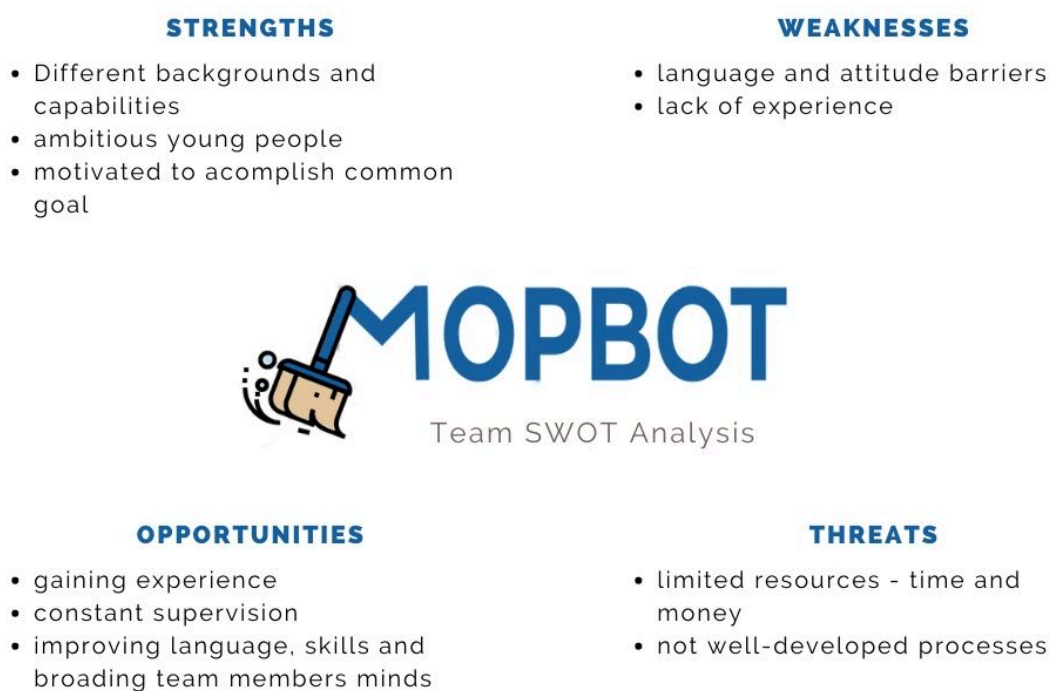 STRENGTHS
• Different backgrounds and
capabilities
• ambitious young people
• motivated to acomplish common
goal
WEAKNESSES
• language and attitude barriers
• lack of experience
MOPBOT
Team SWOT Analysis
OPPORTUNITIES
• gaining experience
• constant supervision
• improving language, skills and
broading team members minds
THREATS
• limited resources - time and
money
• not well-developed processes